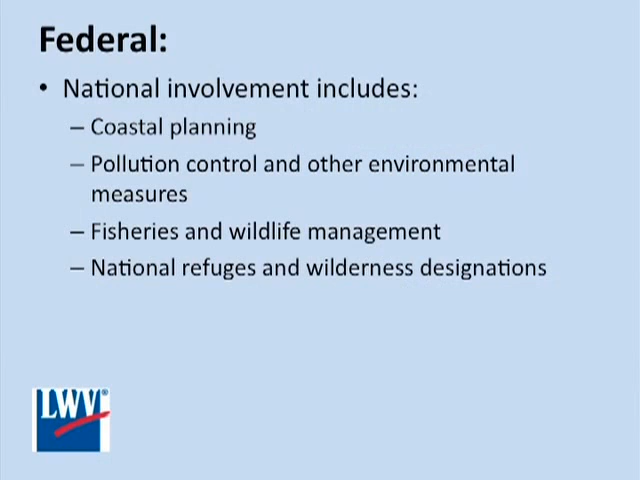 Federal:
• National involvement includes:
– Coastal planning
– Pollution control and other environmental
measures
– Fisheries and wildlife management
– National refuges and wilderness designations
LWV®